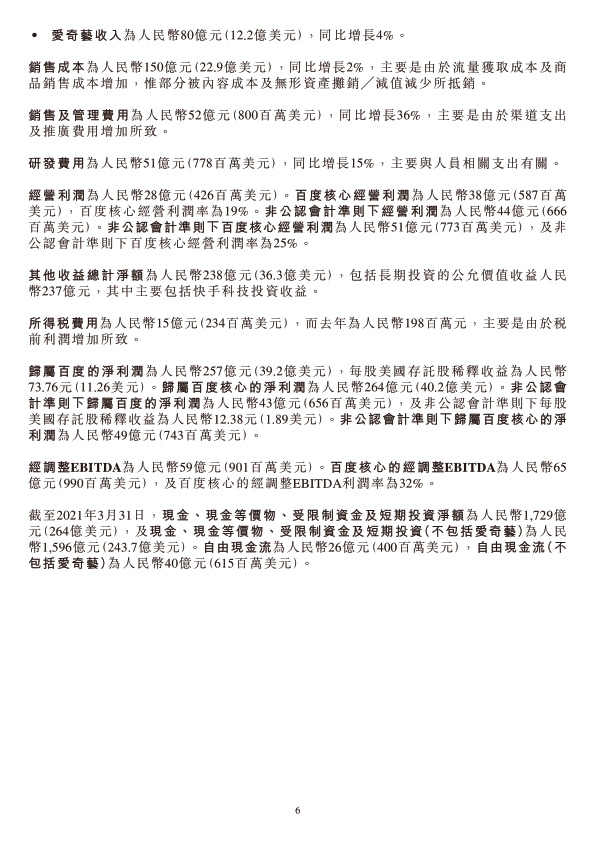 • 愛奇藝收入為人民幣80億元(12.2億美元)，同比增長4%。
銷售成本為人民幣150億元(22.9億美元)，同比增長2%，主要是由於流量獲取成本及商
品銷售成本增加，惟部分被內容成本及無形資產攤銷╱減值減少所抵銷。
銷售及管理費用為人民幣52億元(800百萬美元)，同比增長36%，主要是由於渠道支出
及推廣費用增加所致。
研發費用為人民幣51億元(778百萬美元)，同比增長15%，主要與人員相關支出有關。
經營利潤為人民幣28億元(426百萬美元)。百度核心經營利潤為人民幣38億元(587百萬
美元)，百度核心經營利潤率為19%。非公認會計準則下經營利潤為人民幣44億元(666
百萬美元)。非公認會計準則下百度核心經營利潤為人民幣51億元(773百萬美元)，及非
公認會計準則下百度核心經營利潤率為25%。
其他收益總計淨額為人民幣238億元(36.3億美元)，包括長期投資的公允價值收益人民
幣237億元，其中主要包括快手科技投資收益。
所得稅費用為人民幣15億元(234百萬美元)，而去年為人民幣198百萬元，主要是由於稅
前利潤增加所致。
歸屬百度的淨利潤為人民幣257億元(39.2億美元)，每股美國存託股稀釋收益為人民幣
73.76元(11.26美元)。歸屬百度核心的淨利潤為人民幣264億元(40.2億美元)。非公認會
計準則下歸屬百度的淨利潤為人民幣43億元(656百萬美元)，及非公認會計準則下每股
美國存託股稀釋收益為人民幣12.38元(1.89美元)。非公認會計準則下歸屬百度核心的淨
利潤為人民幣49億元(743百萬美元)。
經調整EBITDA為人民幣59億元(901百萬美元)。百度核心的經調整EBITDA為人民幣65
億元(990百萬美元)，及百度核心的經調整EBITDA利潤率為32%。
截至2021年3月31日，現金、現金等價物、受限制資金及短期投資淨額為人民幣1,729億
元(264億美元)，及現金、現金等價物、受限制資金及短期投資(不包括愛奇藝)為人民
幣1,596億元(243.7億美元)。自由現金流為人民幣26億元(400百萬美元)，自由現金流(不
包括愛奇藝)為人民幣40億元(615百萬美元)。
6